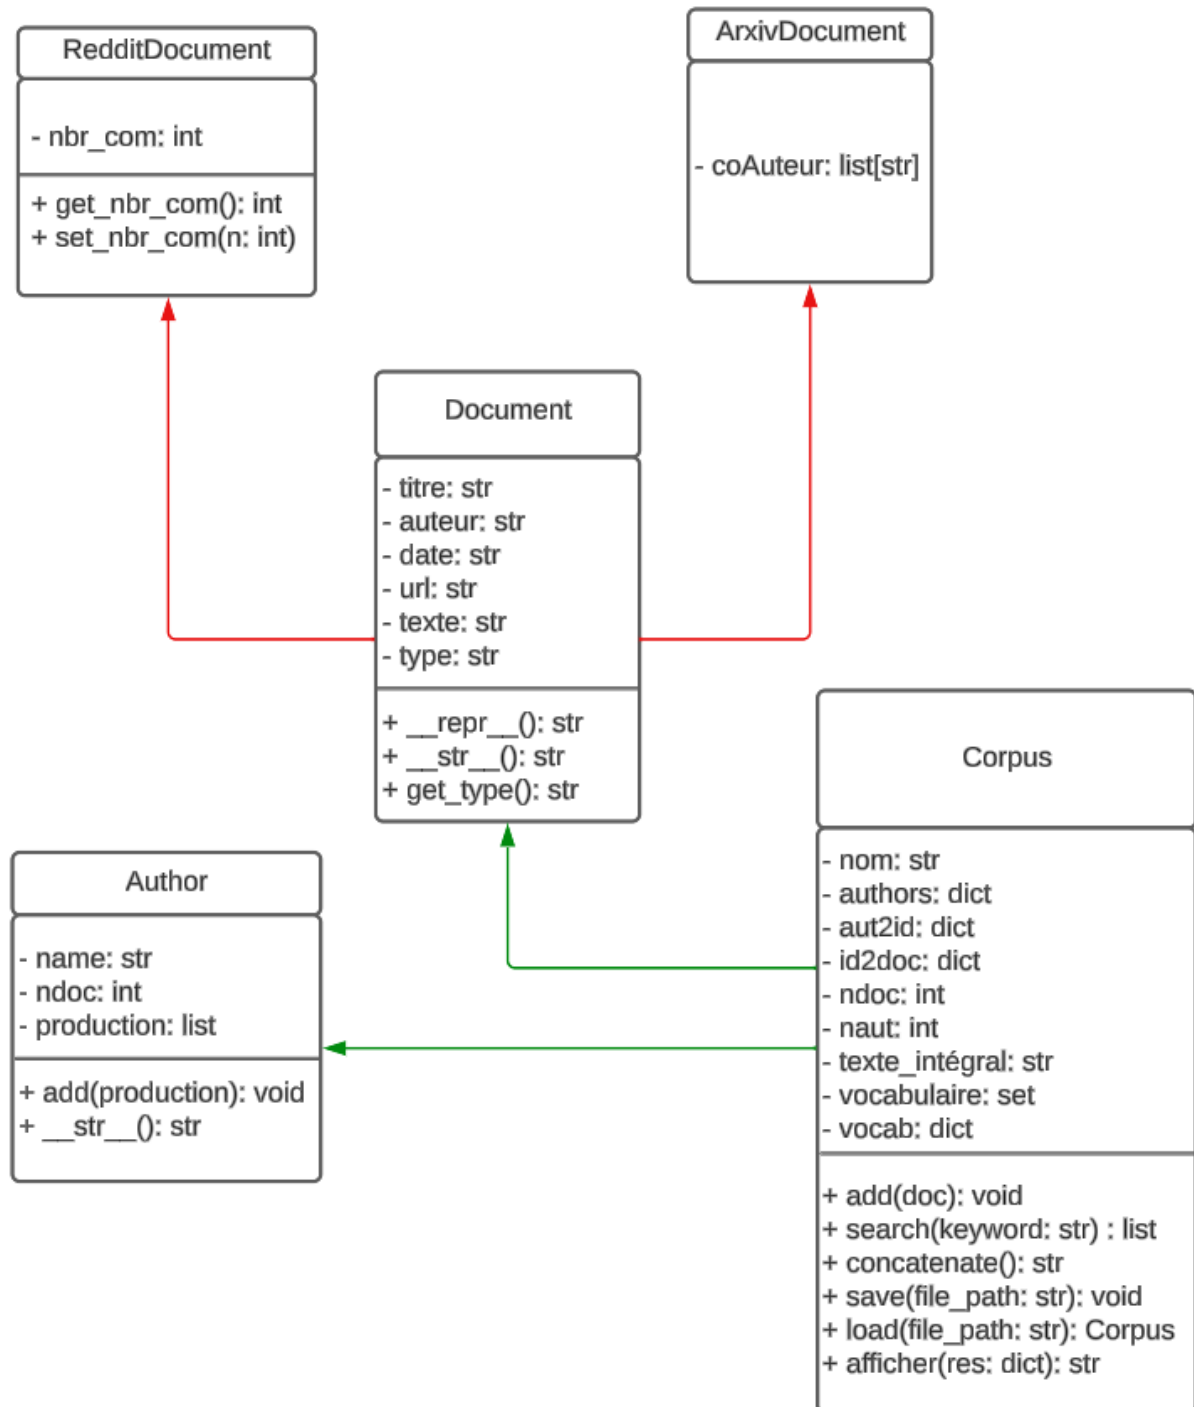 RedditDocument
- nbr_com: int
+ get_nbr_com(): int
+ set_nbr_com(n: int)
ArxivDocument
- coAuteur: list[str]
Document
- titre: str
- auteur: str
- date: str
- url: str
- texte: str
- type: str
+ __repr__(): str
+ __str__(): str
+ get_type(): str
Author
- name: str
- ndoc: int
- production: list
+ add(production): void
+ __str__(): str
Corpus
- nom: str
- authors: dict
- aut2id: dict
- id2doc: dict
- ndoc: int
- naut: int
- texte_intégral: str
- vocabulaire: set
- vocab: dict
+ add(doc): void
+ search(keyword: str) : list
+ concatenate(): str
+ save(file_path: str): void
+ load(file_path: str): Corpus
+ afficher(res: dict): str